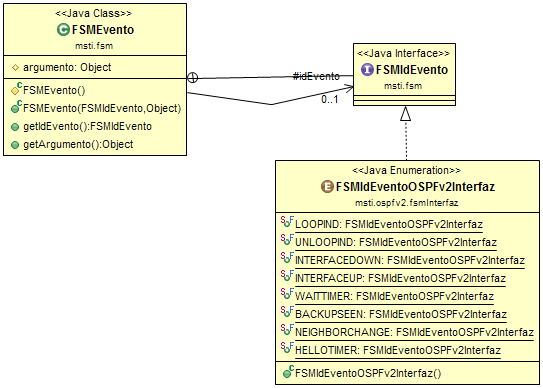 <<Java Class>>
C FSMEvento
msti.fsm
argumento: Object
C FSMEvento()
C FSMEvento(FSMIdEvento,Object)
getIdEvento():FSMIdEvento
getArgumento():Object
#idEvento
0..1
<<Java Interface>>
I FSMIdEvento
msti.fsm
<<Java Enumeration>>
E FSMIdEventoOSPFv2Interfaz
msti.ospfv2.fsmInterfaz
S F LOOPIND: FSMIdEventoOSPFv2Interfaz
S F UNLOOPIND: FSMIdEventoOSPFv2Interfaz
S F INTERFACEDOWN: FSMIdEventoOSPFv2Interfaz
S F INTERFACEUP: FSMIdEventoOSPFv2Interfaz
S F WAITTIMER: FSMIdEventoOSPFv2Interfaz
S F BACKUPSEEN: FSMIdEventoOSPFv2Interfaz
S F NEIGHBORCHANGE: FSMIdEventoOSPFv2Interfaz
S F HELLOTIMER: FSMIdEventoOSPFv2Interfaz
C FSMIdEventoOSPFv2Interfaz()